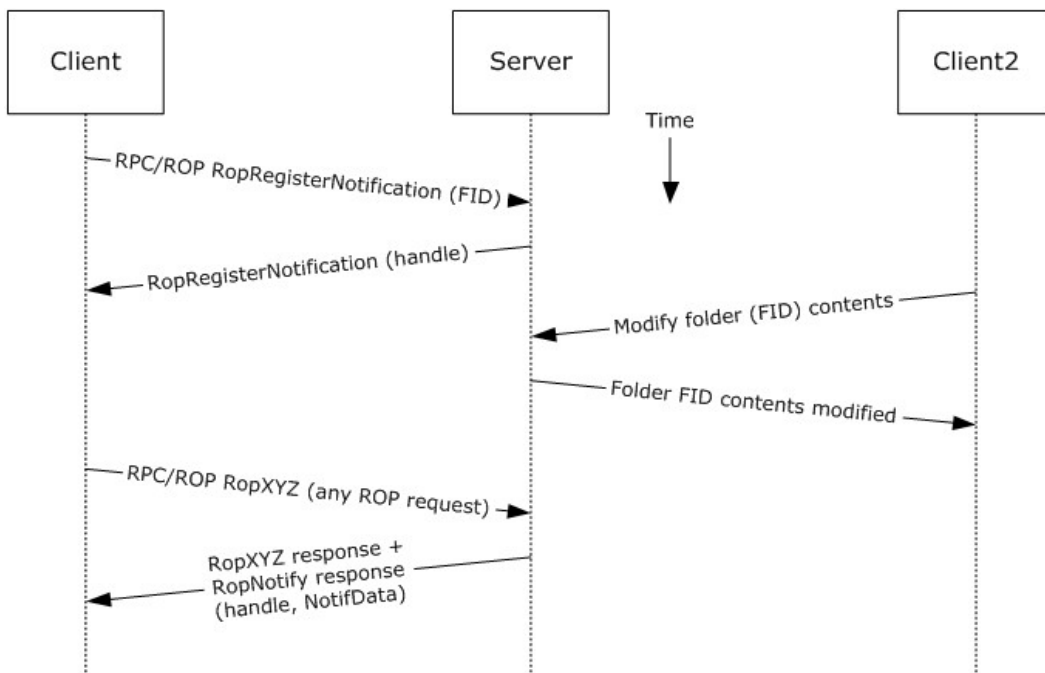 Client
Server
Client2
Time
RPC/ROP RopRegisterNotification (FID)
RopRegisterNotification (handle)
Modify folder (FID) contents
Folder FID contents modified
RPC/ROP RopXYZ (any ROP request)
RopXYZ response +
RopNotify response
(handle, NotifData)